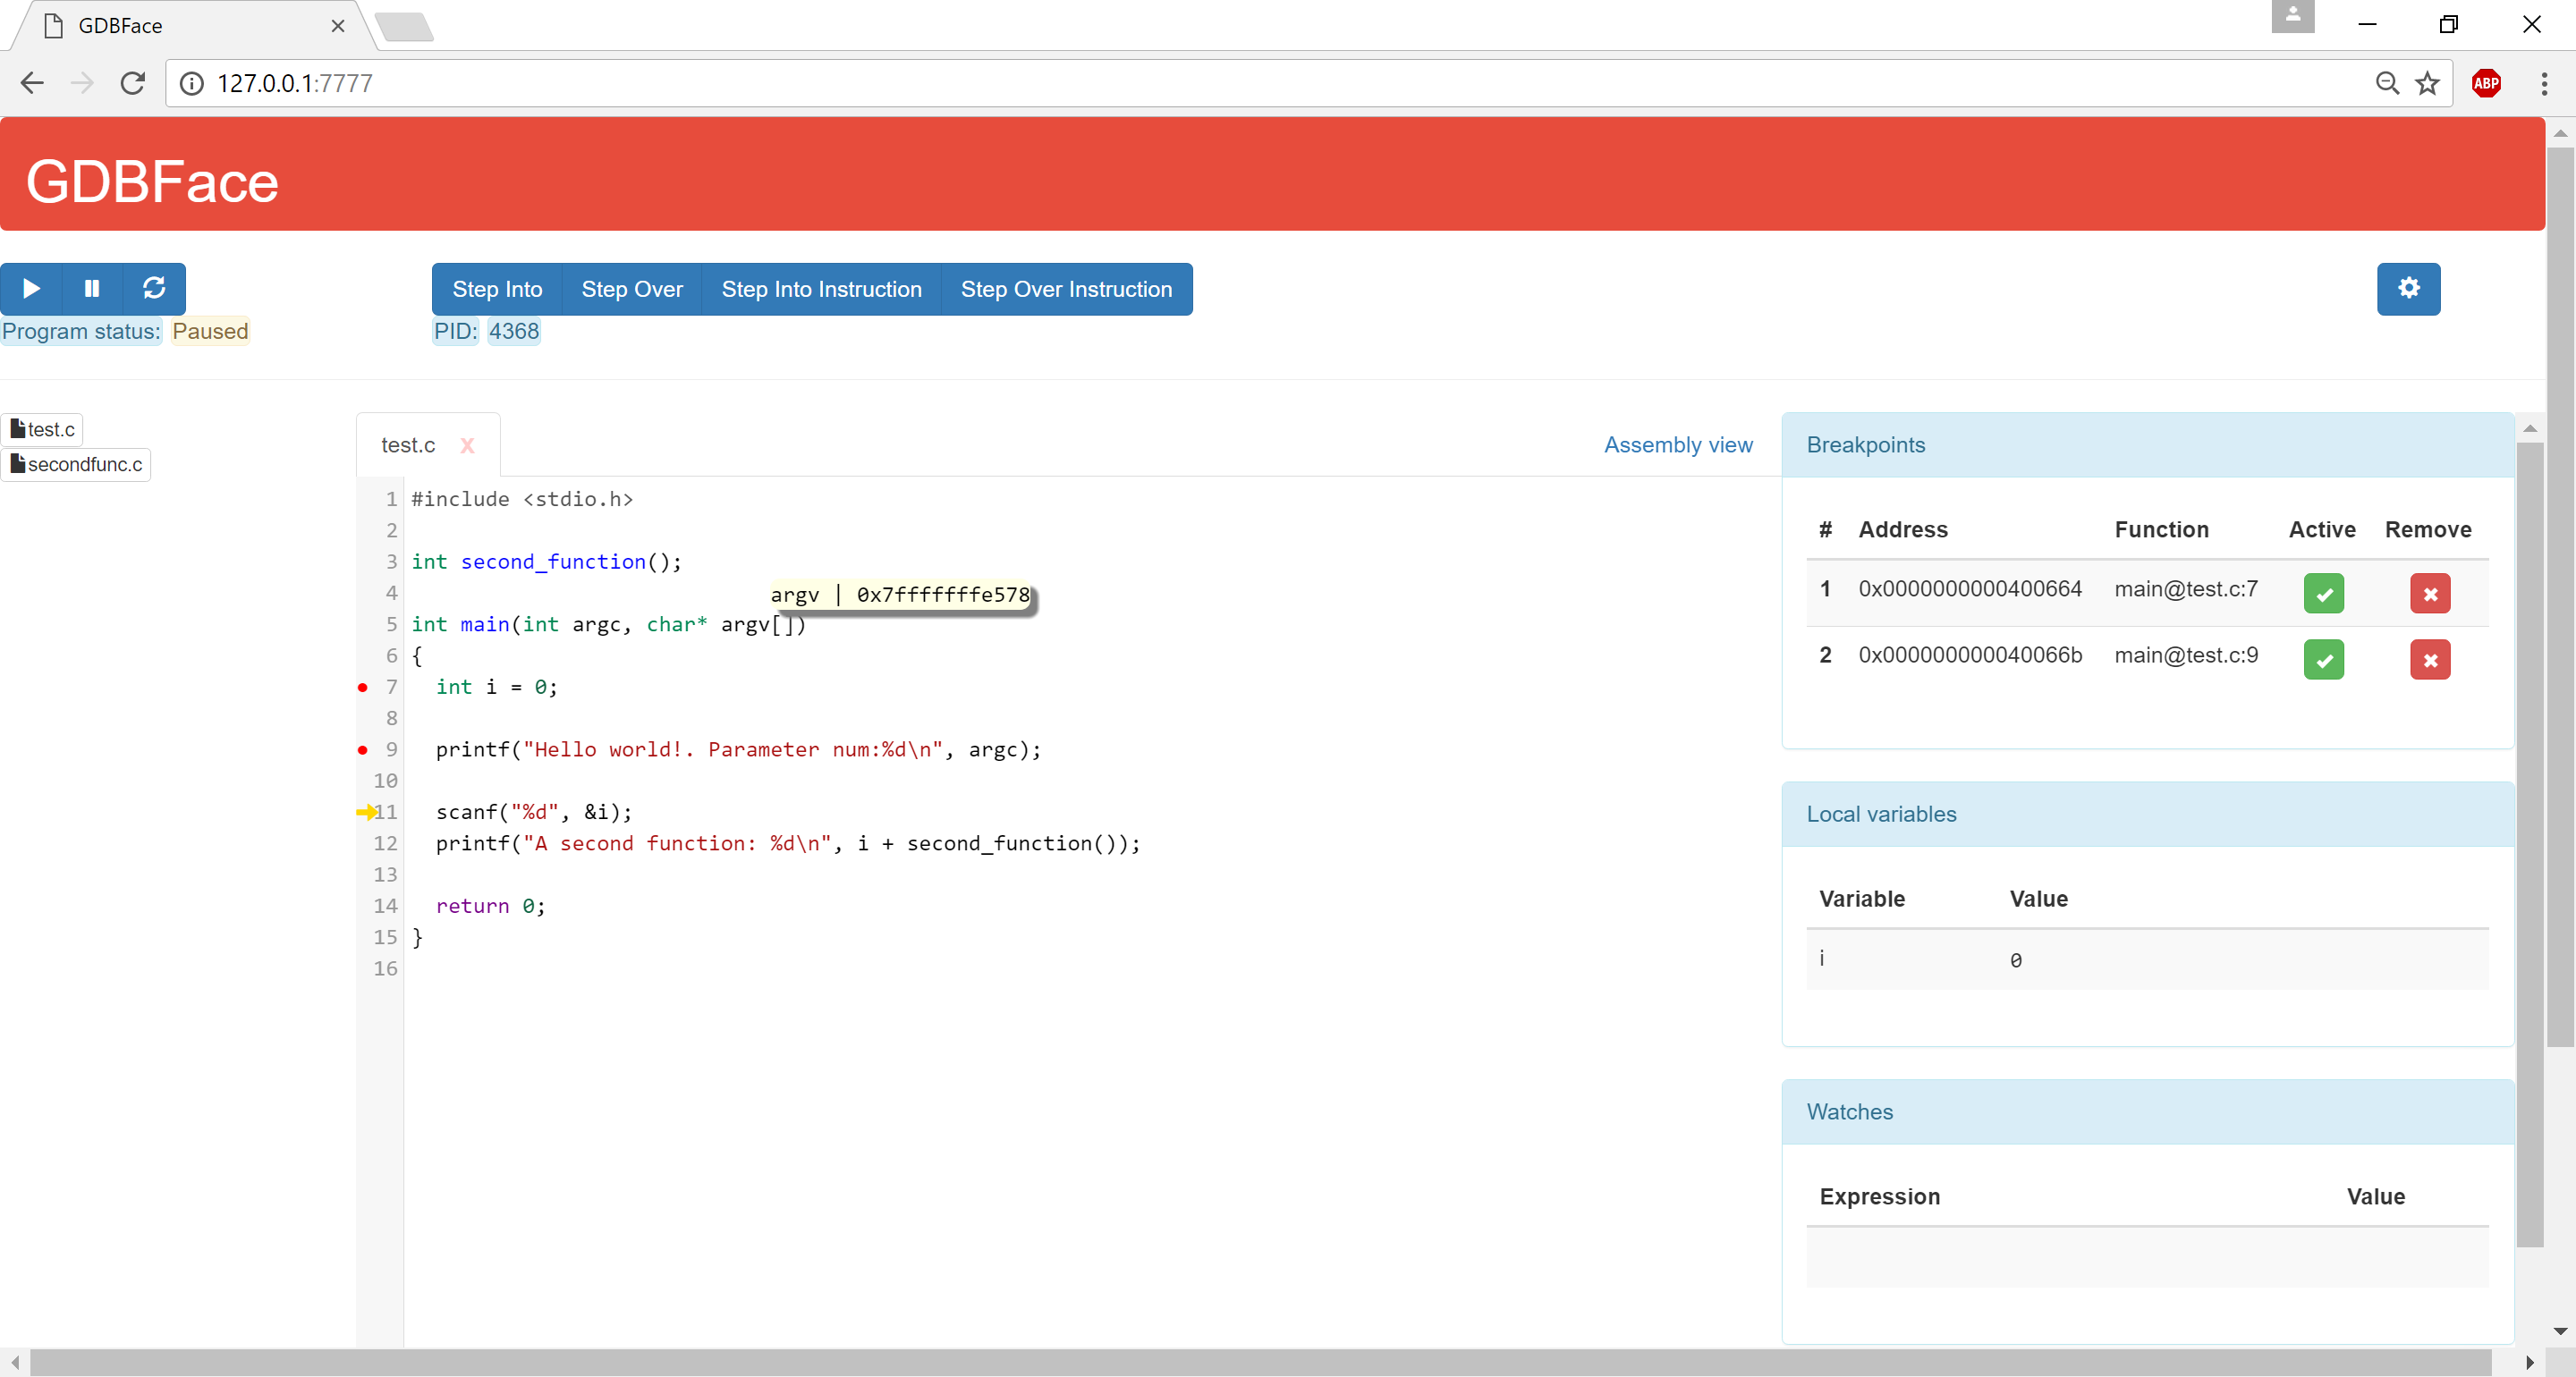 GDBFace
127.0.0.1:7777
ABP
GDBFace
Step Into Step Over Step Into Instruction Step Over Instruction
Program status: Paused PID: 4368
test.c
secondfunc.c
test.c X Assembly view
1 #include <stdio.h>
2
3 int second_function();
4
argv | 0x7fffffffe578
5 int main(int argc, char* argv[])
6 {
7 int i = 0;
8
9 printf("Hello world!. Parameter num:%d\n", argc);
10
11 scanf("%d", &i);
12 printf("A second function: %d\n", i + second_function());
13
14 return 0;
15 }
16
Breakpoints
# Address Function Active Remove
1 0x0000000000400664 main@test.c:7
2 0x000000000040066b main@test.c:9
Local variables
Variable Value
i 0
Watches
Expression Value